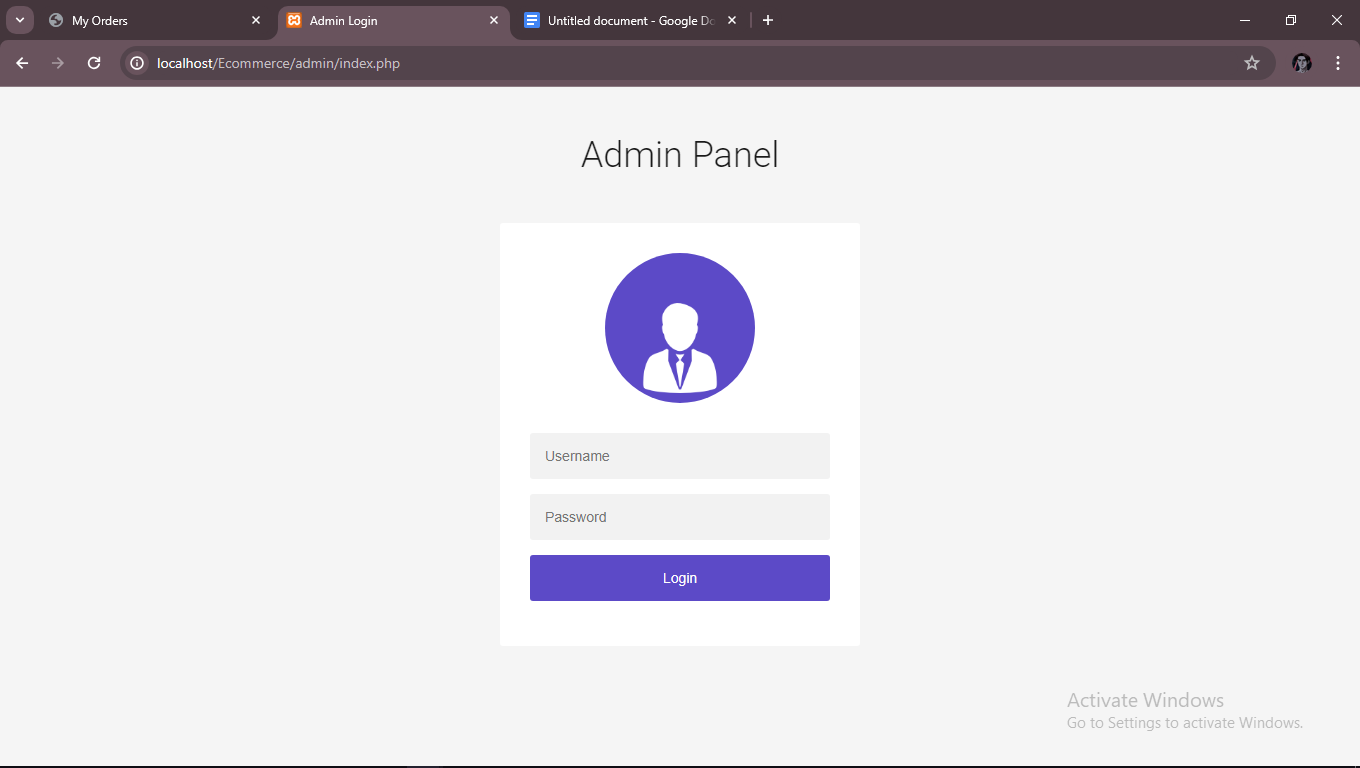 My Orders
Admin Login
Untitled document - Google Do
localhost/Ecommerce/admin/index.php
Admin Panel
Username
Password
Login
Activate Windows
Go to Settings to activate Windows.